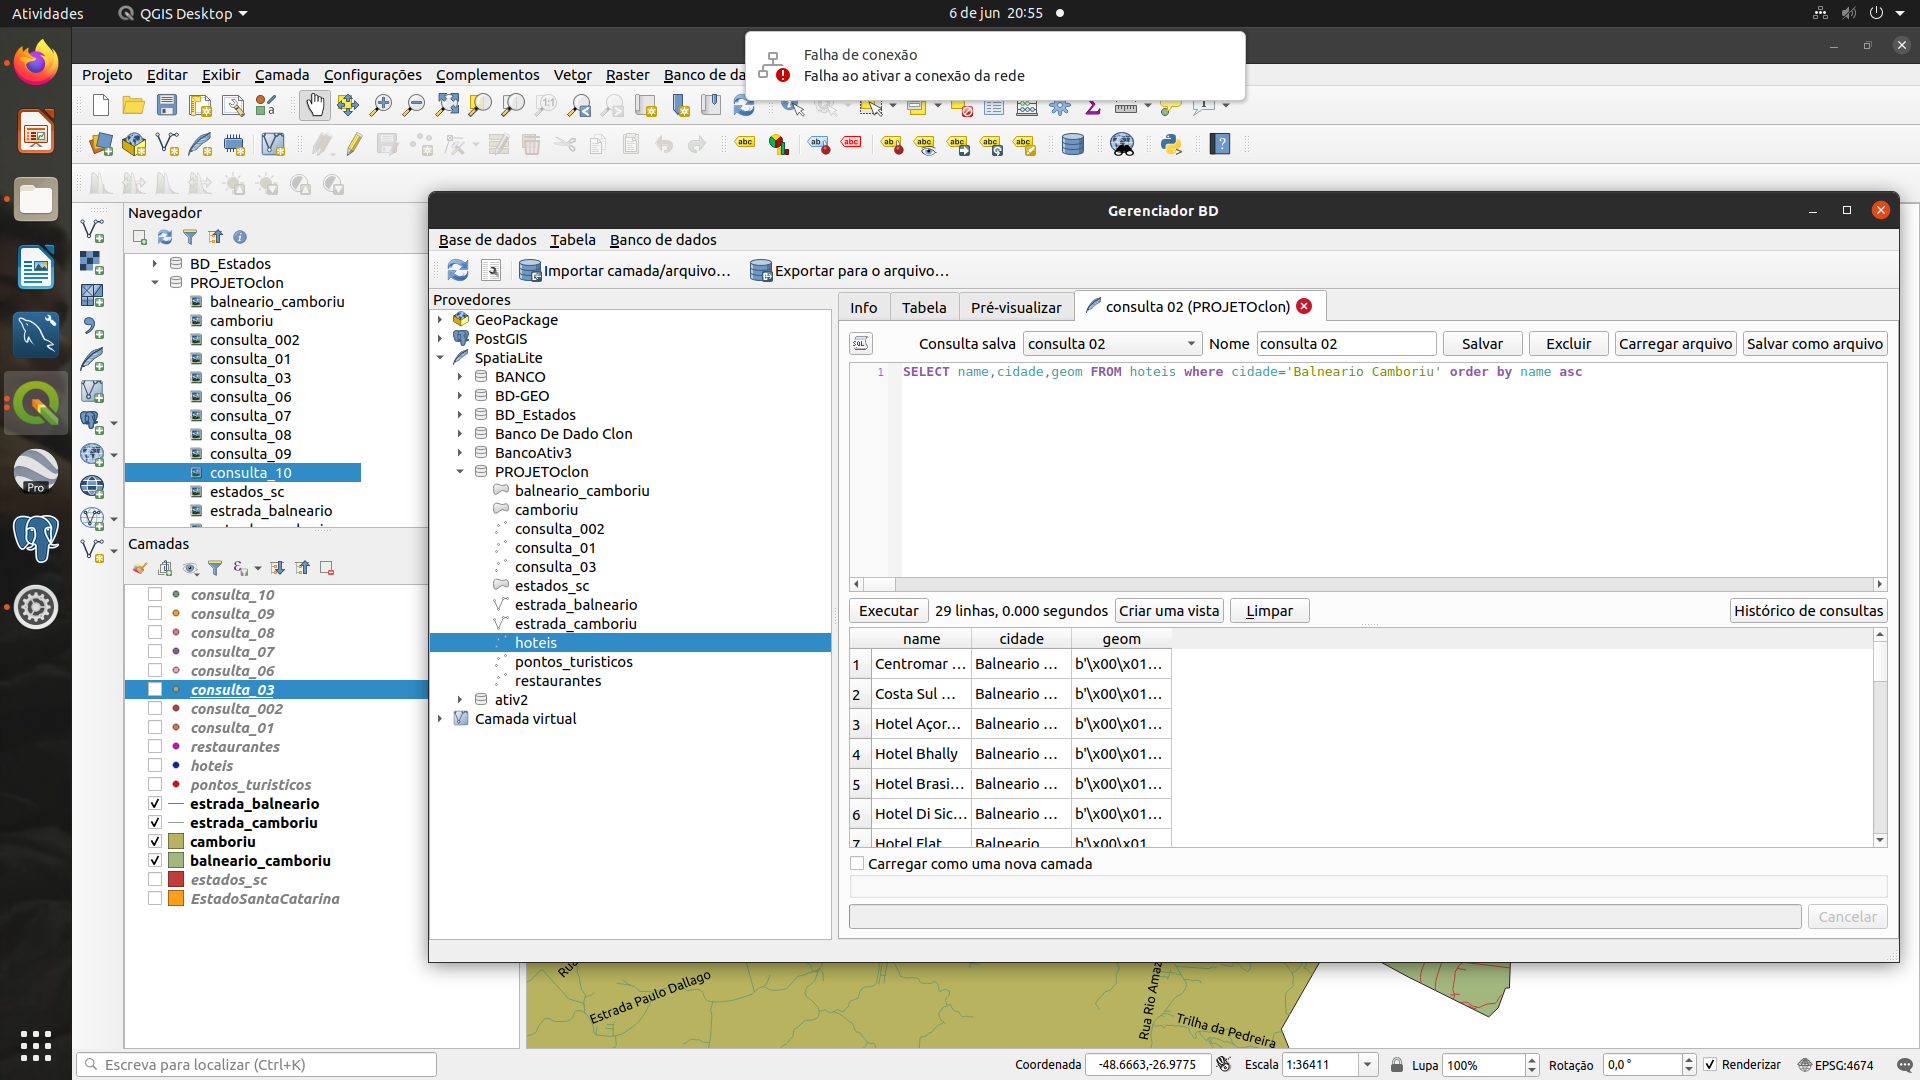 Atividades
QGIS Desktop
6 de jun 20:55
Falha de conexão
Falha ao ativar a conexão da rede
Projeto Editar Exibir Camada Configurações Complementos Vetor Raster Banco de da
Navegador
BD_Estados
PROJETOclon
balneario_camboriu
camboriu
consulta_002
consulta_01
consulta_03
consulta_06
consulta_07
consulta_08
consulta_09
consulta_10
estados_sc
estrada_balneario
Camadas
consulta_10
consulta_09
consulta_08
consulta_07
consulta_06
consulta_03
consulta_002
consulta_01
restaurantes
hoteis
pontos_turisticos
estrada_balneario
estrada_camboriu
camboriu
balneario_camboriu
estados_sc
EstadoSantaCatarina
Pro
Gerenciador BD
Base de dados Tabela Banco de dados
Importar camada/arquivo... Exportar para o arquivo...
Provedores
GeoPackage
PostGIS
SpatiaLite
BANCO
BD-GEO
BD_Estados
Banco De Dado Clon
BancoAtiv3
PROJETOclon
balneario_camboriu
camboriu
consulta_002
consulta_01
consulta_03
estados_sc
estrada_balneario
estrada_camboriu
hoteis
pontos_turisticos
restaurantes
ativ2
Camada virtual
Info Tabela Pré-visualizar consulta 02 (PROJETOclon)
Consulta salva consulta 02 Nome consulta 02 Salvar Excluir Carregar arquivo Salvar como arquivo
1 SELECT name,cidade,geom FROM hoteis where cidade='Balneario Camboriu' order by name asc
Executar 29 linhas, 0.000 segundos Criar uma vista Limpar Histórico de consultas
name cidade geom
1 Centromar ... Balneario ... b'\x00\x01...
2 Costa Sul ... Balneario ... b'\x00\x01...
3 Hotel Açor... Balneario ... b'\x00\x01...
4 Hotel Bhally Balneario ... b'\x00\x01...
5 Hotel Brasi... Balneario ... b'\x00\x01...
6 Hotel Di Sic... Balneario ... b'\x00\x01...
7 Hotel Flat Balneario b'\x00\x01
Carregar como uma nova camada
Cancelar
Rua
Estrada Paulo Dallago
Rua Rio Amaz
Trilha da Pedreira
Escreva para localizar (Ctrl+K)
Coordenada -48.6663,-26.9775 Escala 1:36411 Lupa 100% Rotação 0,0 ° Renderizar EPSG:4674